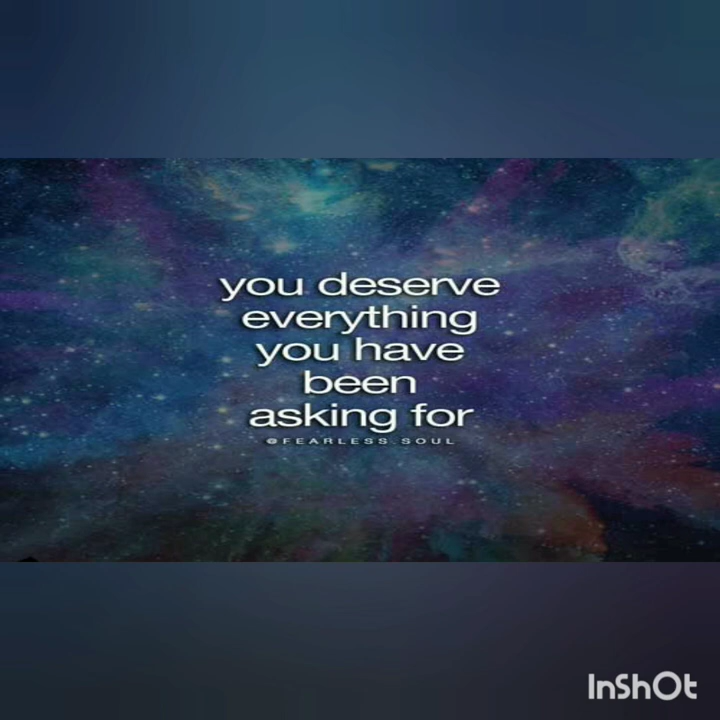 you deserve
everything
you have
been
asking for
@FEARLESS.SOUL
InShOt